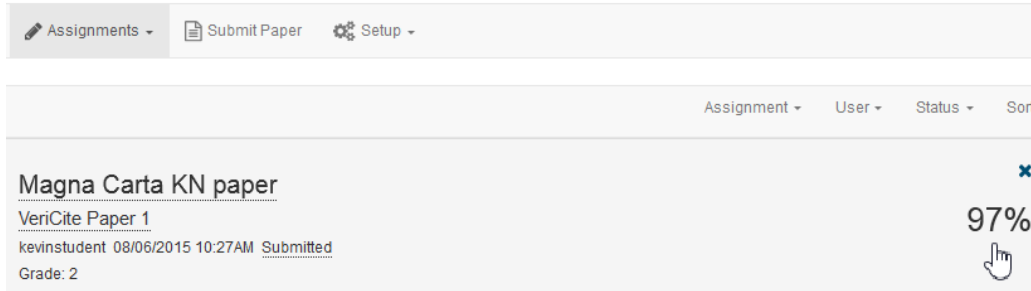 Assignments Submit Paper Setup
Assignment User Status
Magna Carta KN paper
VeriCite Paper 1
97%
kevinstudent 08/06/2015 10:27AM Submitted
Grade: 2